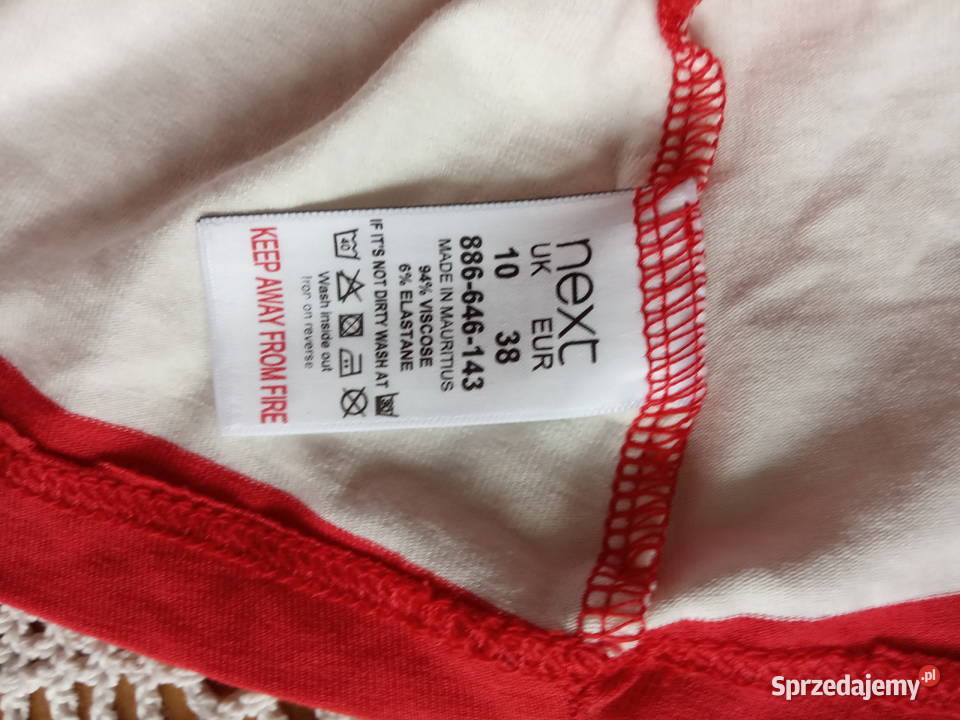 next
UK EUR
10 38
886-646-143
MADE IN MAURITIUS
94% VISCOSE
6% ELASTANE
IF IT'S NOT DIRTY WASH AT 30°
40
Wash inside out
Iron on reverse
KEEP AWAY FROM FIRE
Sprzedajemy.pl